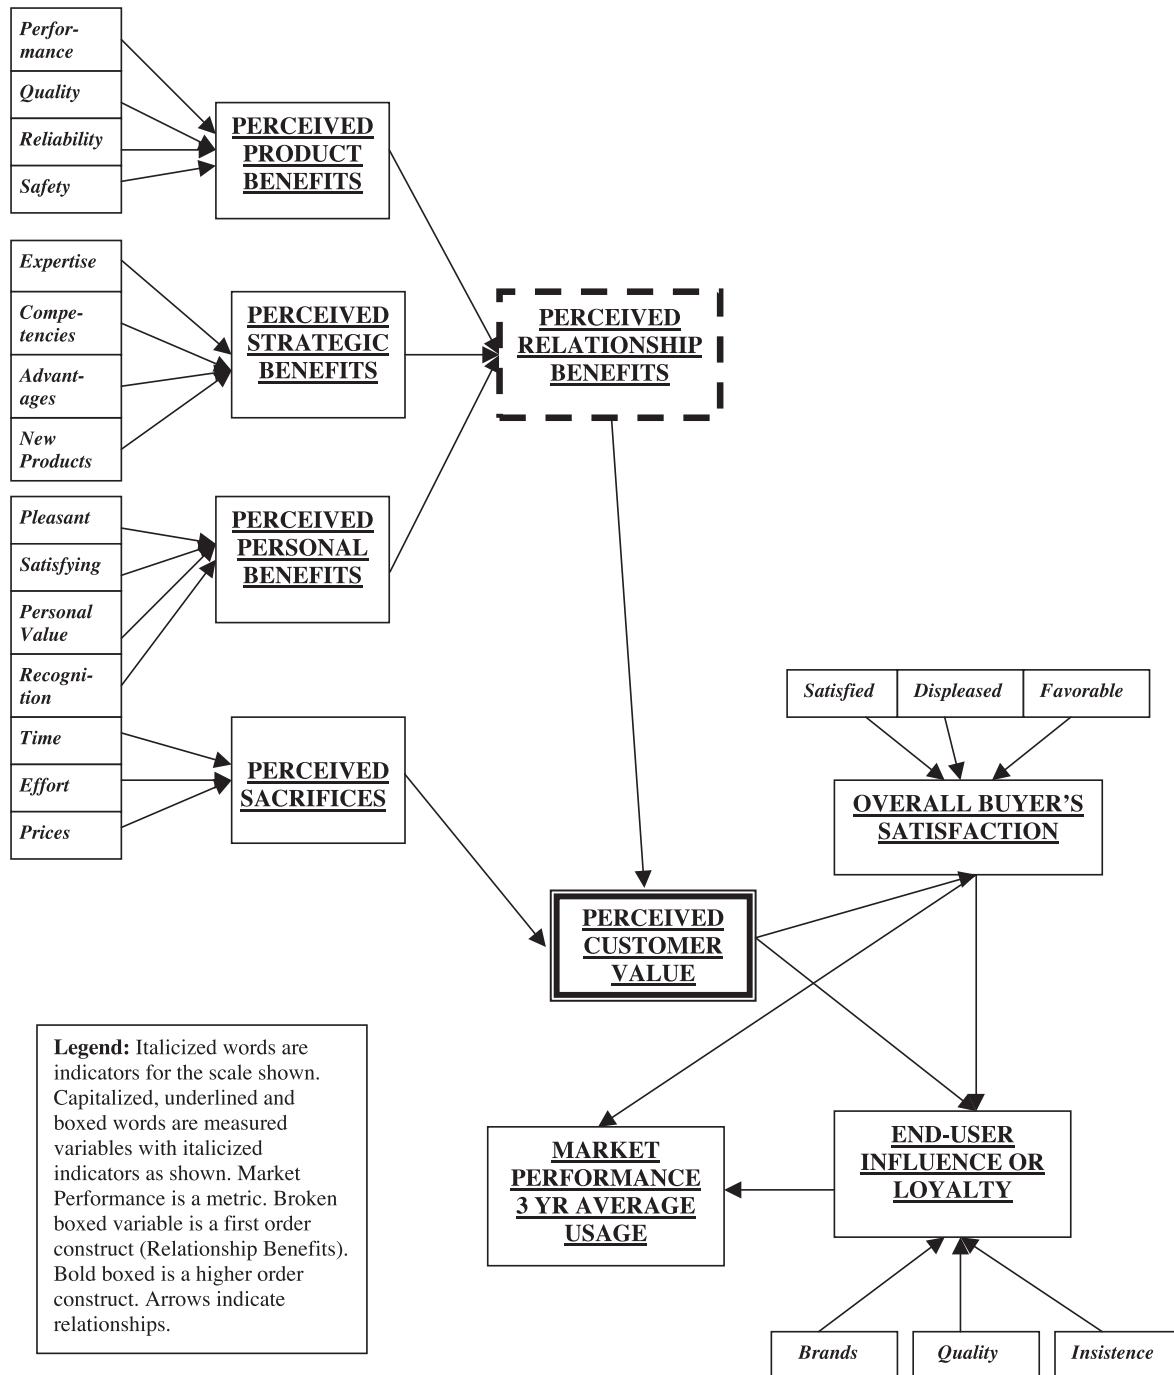 Perfor-
mance
Quality
Reliability
Safety
PERCEIVED
PRODUCT
BENEFITS
Expertise
Compe-
tencies
Advant-
ages
New
Products
PERCEIVED
STRATEGIC
BENEFITS
PERCEIVED
RELATIONSHIP
BENEFITS
Pleasant
Satisfying
Personal
Value
Recogni-
tion
PERCEIVED
PERSONAL
BENEFITS
Time
Effort
Prices
PERCEIVED
SACRIFICES
Satisfied
Displeased
Favorable
OVERALL BUYER'S
SATISFACTION
PERCEIVED
CUSTOMER
VALUE
Legend: Italicized words are
indicators for the scale shown.
Capitalized, underlined and
boxed words are measured
variables with italicized
indicators as shown. Market
Performance is a metric. Broken
boxed variable is a first order
construct (Relationship Benefits).
Bold boxed is a higher order
construct. Arrows indicate
relationships.
MARKET
PERFORMANCE
3 YR AVERAGE
USAGE
END-USER
INFLUENCE OR
LOYALTY
Brands
Quality
Insistence